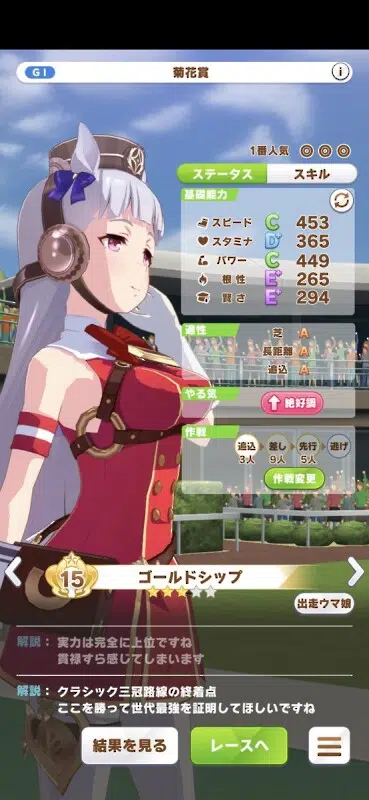 GI 菊花賞 i
1番人気 ◎◎◎
ステータス スキル
基礎能力
スピード C 453
スタミナ D+ 365
パワー C 449
根性 E+ 265
賢さ E+ 294
適性
芝 A
長距離 A
追込 A
やる気
絶好調
作戦
追込 差し 先行 逃げ
3人 9人 5人
作戦変更
15 ゴールドシップ
出走ウマ娘
解説： 実力は完全に上位ですね
貫禄すら感じてしまいます
解説： クラシック三冠路線の終着点
ここを勝って世代最強を証明してほしいですね
結果を見る レースへ